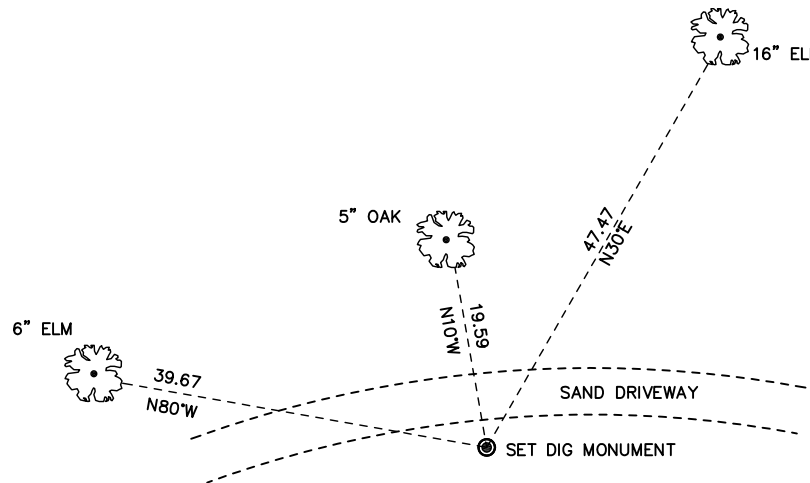 16" EL
5" OAK
47.47
N30°E
6" ELM
19.59
N10°W
39.67
N80°W
SAND DRIVEWAY
SET DIG MONUMENT